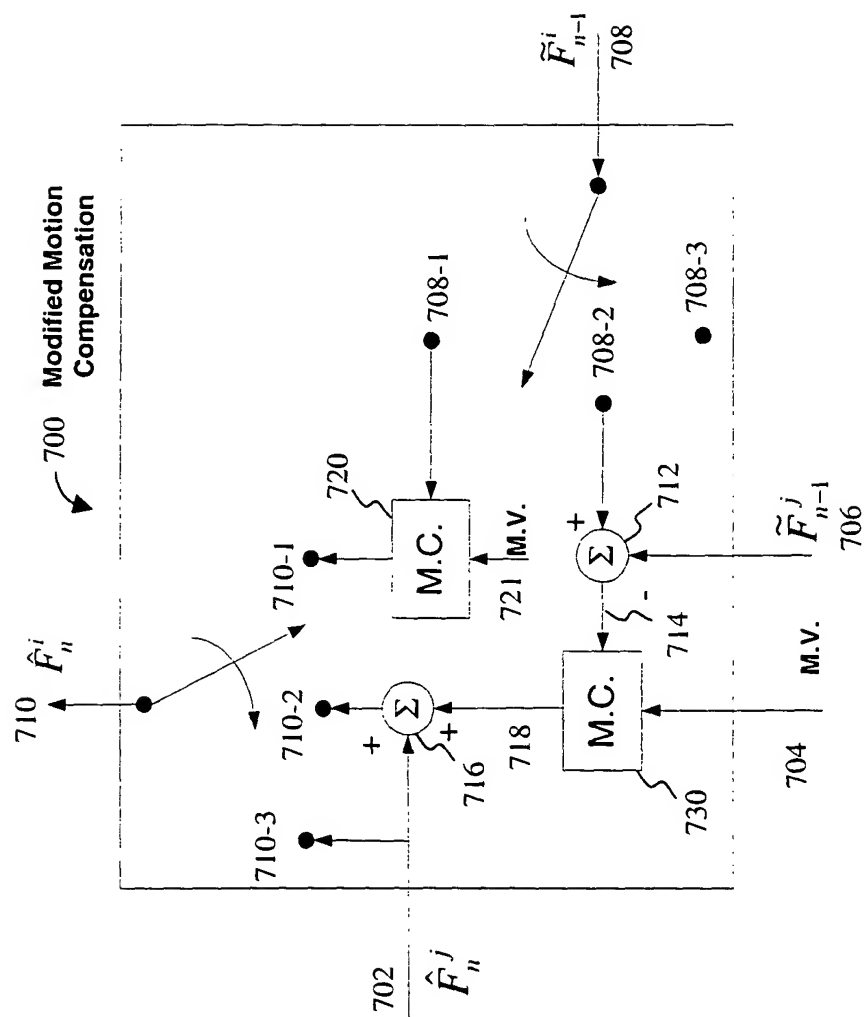 700 Modified Motion
Compensation
710
F̂ⁱₙ
F̃ⁱₙ₋₁
708
710-1
720
M.C.
708-1
721
M.V.
710-2
+
Σ
+
716
710-3
702
F̂ʲₙ
718
M.C.
730
714
-
+
Σ
712
708-2
708-3
704
M.V.
F̃ʲₙ₋₁
706